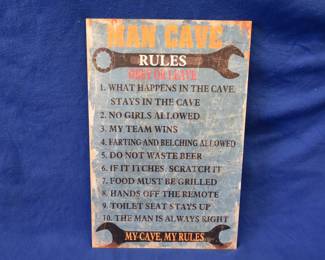 MAN CAVE
RULES
OBEY OR LEAVE
1. WHAT HAPPENS IN THE CAVE,
STAYS IN THE CAVE
2. NO GIRLS ALLOWED
3. MY TEAM WINS
4. FARTING AND BELCHING ALLOWED
5. DO NOT WASTE BEER
6. IF IT ITCHES, SCRATCH IT
7. FOOD MUST BE GRILLED
8. HANDS OFF THE REMOTE
9. TOILET SEAT STAYS UP
10. THE MAN IS ALWAYS RIGHT
MY CAVE, MY RULES